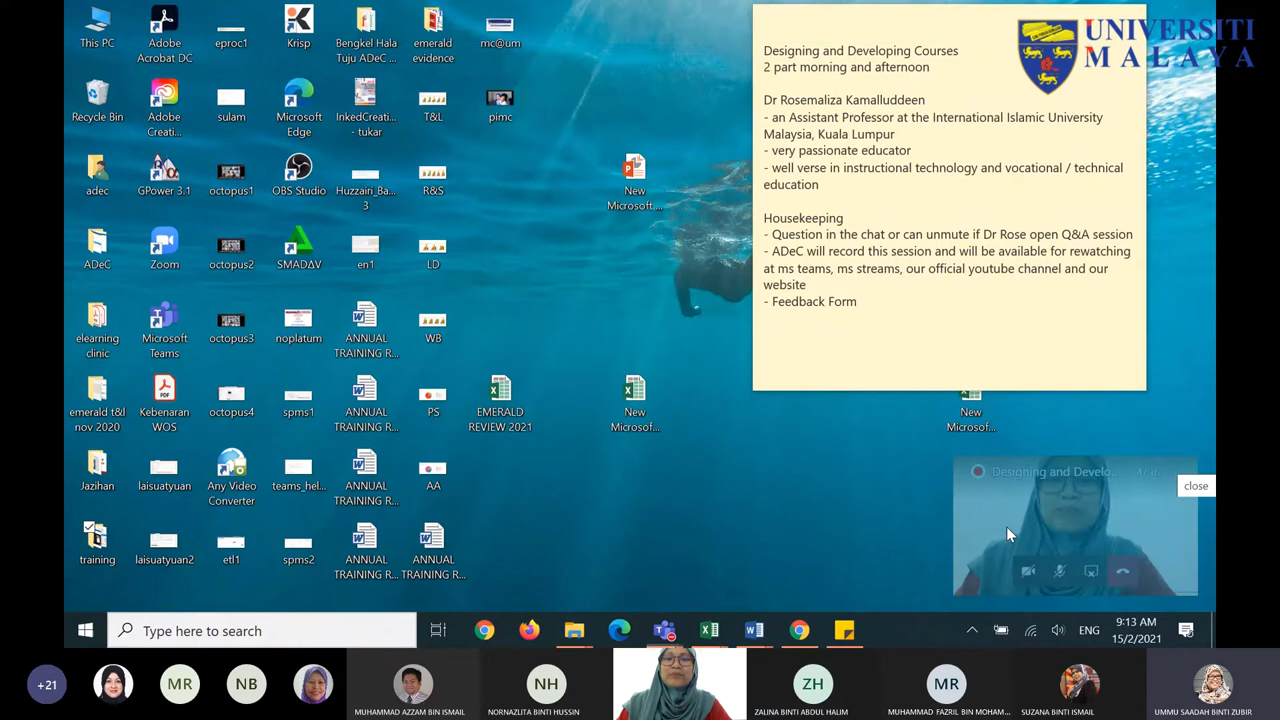 This PC
Adobe
Acrobat DC
eproc1
Krisp
Bengkel Hala
Tuju ADeC ...
emerald
evidence
mc@um
Recycle Bin
Adobe
Creati...
sulam
Microsoft
Edge
InkedCreati...
- tukar
T&L
pimc
adec
GPower 3.1
octopus1
OBS Studio
Huzzairi_Ba...
3
R&S
New
Microsoft ...
ADeC
Zoom
octopus2
SMADAV
en1
LD
elearning
clinic
Microsoft
Teams
octopus3
noplatum
ANNUAL
TRAINING R...
WB
emerald t&l
nov 2020
Kebenaran
WOS
octopus4
spms1
ANNUAL
TRAINING R...
PS
EMERALD
REVIEW 2021
New
Microsof...
New
Microsof...
Jazihan
laisuatyuan
Any Video
Converter
teams_hel...
ANNUAL
TRAINING R...
AA
training
laisuatyuan2
etl1
spms2
ANNUAL
TRAINING R...
ANNUAL
TRAINING R...
Designing and Developing Courses
2 part morning and afternoon
Dr Rosemaliza Kamalluddeen
- an Assistant Professor at the International Islamic University
Malaysia, Kuala Lumpur
- very passionate educator
- well verse in instructional technology and vocational / technical
education
Housekeeping
- Question in the chat or can unmute if Dr Rose open Q&A session
- ADeC will record this session and will be available for rewatching
at ms teams, ms streams, our official youtube channel and our
website
- Feedback Form
UNIVERSITI
MALAYA
Designing and Develo...
close
Type here to search
ENG
9:13 AM
15/2/2021
+21
MR
NB
MUHAMMAD AZZAM BIN ISMAIL
NH
NORNAZLITA BINTI HUSSIN
ZH
ZALINA BINTI ABDUL HALIM
MR
MUHAMMAD FAZRIL BIN MOHAM...
SUZANA BINTI ISMAIL
UMMU SAADAH BINTI ZUBIR